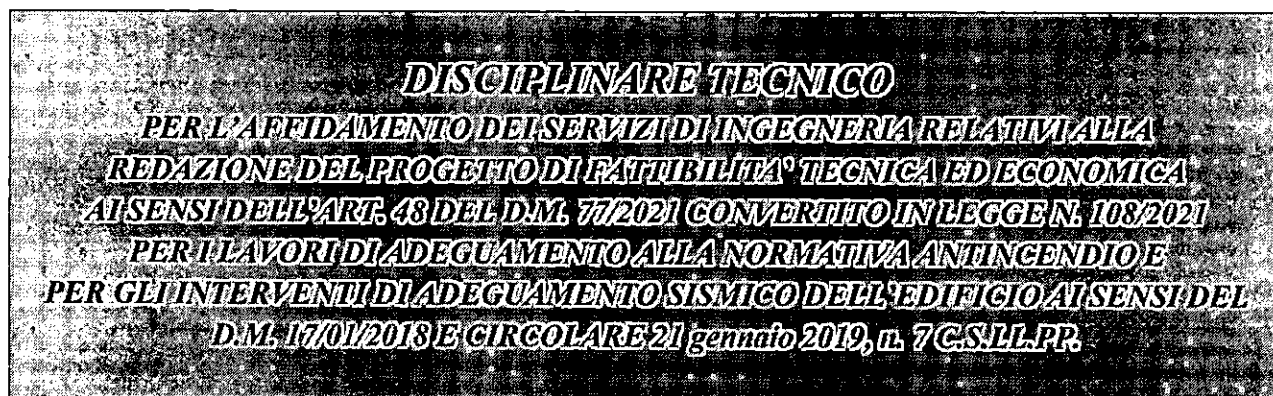 DISCIPLINARE TECNICO
PER L'AFFIDAMENTO DEI SERVIZI DI INGEGNERIA RELATIVI ALLA
REDAZIONE DEL PROGETTO DI FATTIBILITA' TECNICA ED ECONOMICA
AI SENSI DELL'ART. 48 DEL D.M. 77/2021 CONVERTITO IN LEGGE N. 108/2021
PER I LAVORI DI ADEGUAMENTO ALLA NORMATIVA ANTINCENDIO E
PER GLI INTERVENTI DI ADEGUAMENTO SISMICO DELL'EDIFICIO AI SENSI DEL
D.M. 17/01/2018 E CIRCOLARE 21 gennaio 2019, n. 7 C.S.LL.PP.